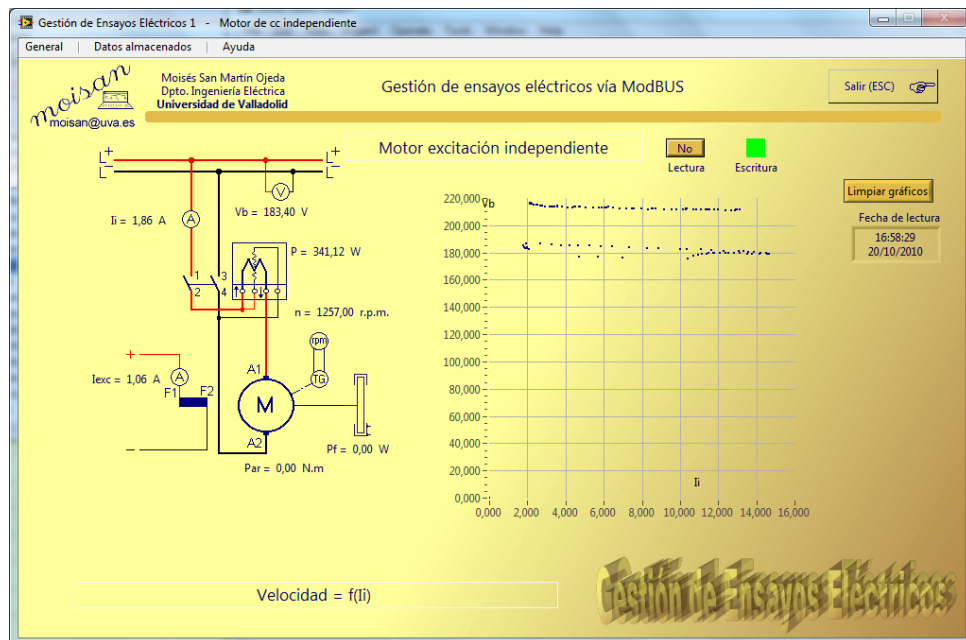 Gestión de Ensayos Eléctricos 1 - Motor de cc independiente
General | Datos almacenados | Ayuda
moisan
moisan@uva.es
Moisés San Martín Ojeda
Dpto. Ingeniería Eléctrica
Universidad de Valladolid
Gestión de ensayos eléctricos vía ModBUS
Salir (ESC)
Motor excitación independiente
No
Lectura
Escritura
Limpiar gráficos
Fecha de lectura
16:58:29
20/10/2010
L+
L-
L+
L-
V
Vb = 183,40 V
Ii = 1,86 A
A
P = 341,12 W
1
3
2
4
n = 1257,00 r.p.m.
rpm
TG
+
Iexc = 1,06 A
A
F1
F2
A1
M
A2
Pf = 0,00 W
Par = 0,00 N.m
Vb
220,000
200,000
180,000
160,000
140,000
120,000
100,000
80,000
60,000
40,000
20,000
0,000
Ii
0,000 2,000 4,000 6,000 8,000 10,000 12,000 14,000 16,000
Velocidad = f(Ii)
Gestión de Ensayos Eléctricos